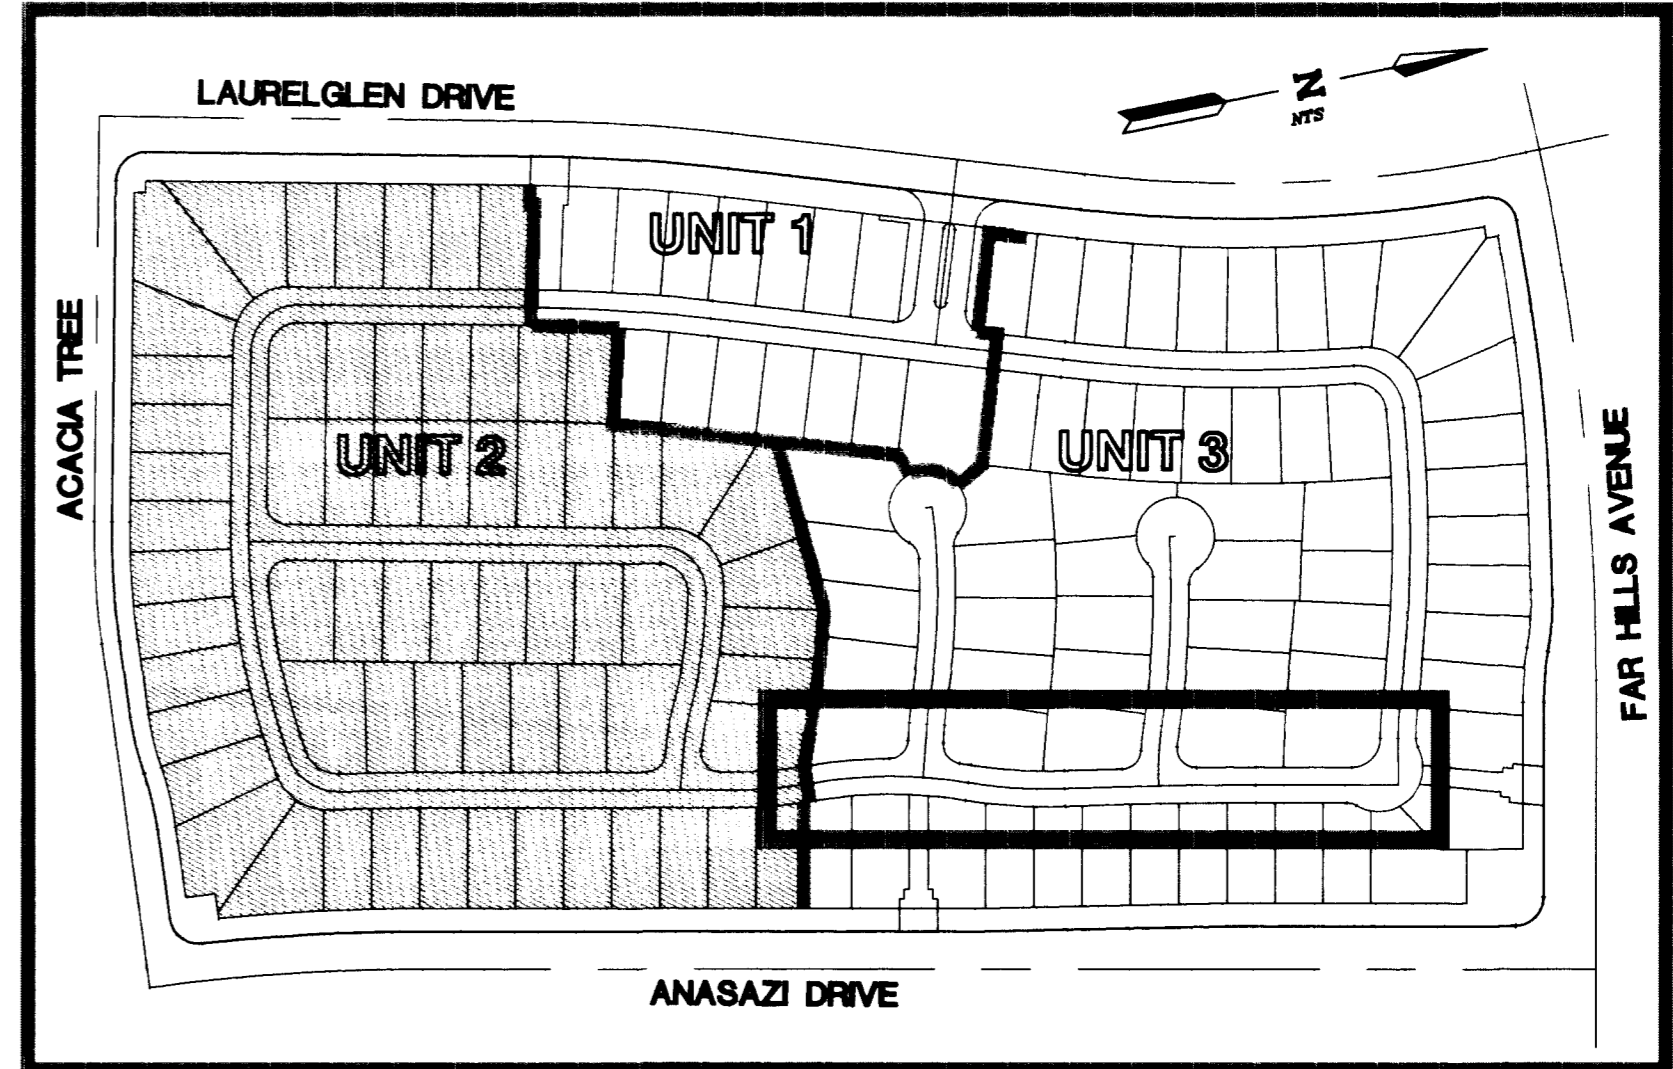 LAURELGLEN DRIVE
N
NTS
UNIT 1
ACACIA TREE
UNIT 2
UNIT 3
FAR HILLS AVENUE
ANASAZI DRIVE